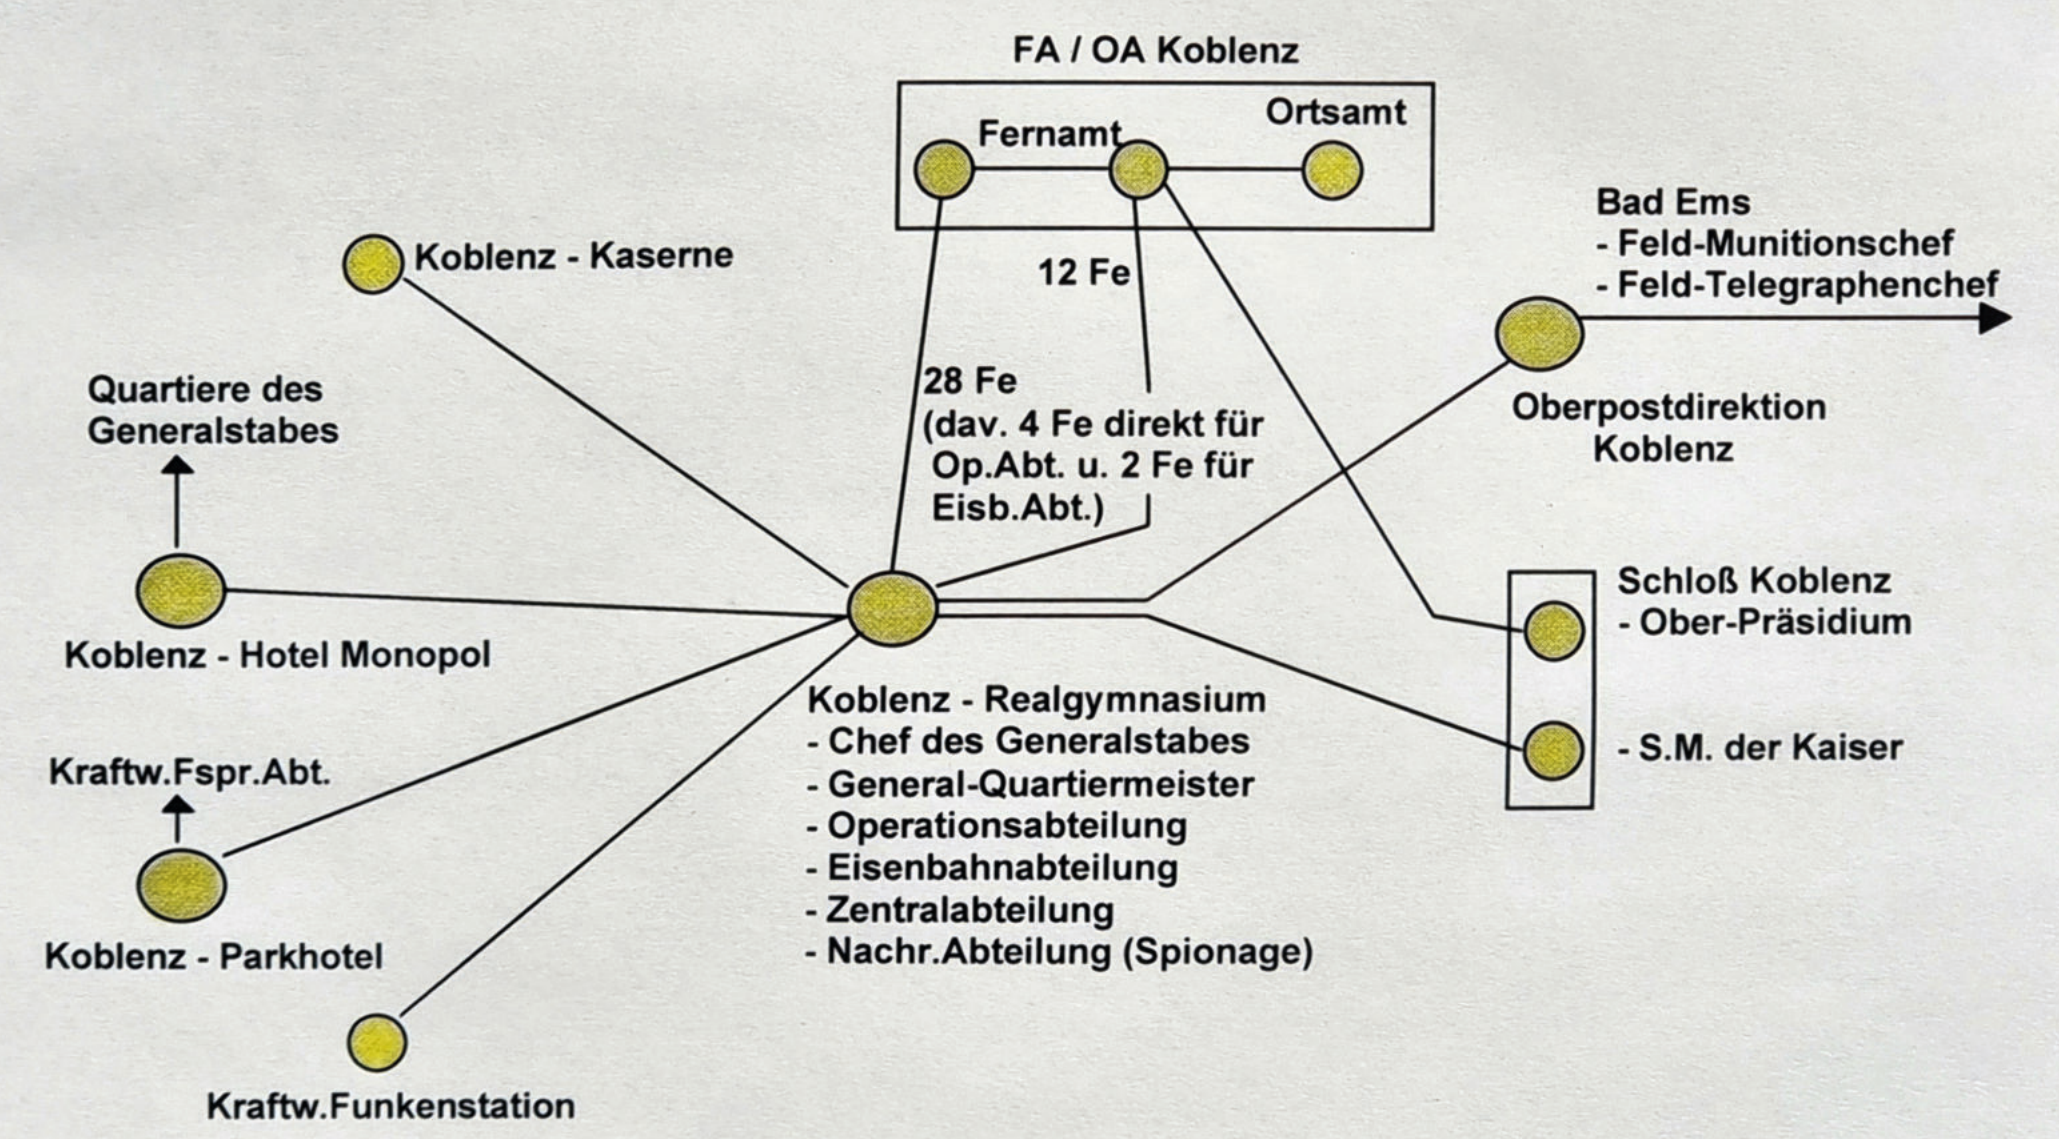 FA / OA Koblenz
Ortsamt
Fernamt
Koblenz - Kaserne
12 Fe
Bad Ems
- Feld-Munitionschef
- Feld-Telegraphenchef
Quartiere des
Generalstabes
28 Fe
(dav. 4 Fe direkt für
Op.Abt. u. 2 Fe für
Eisb.Abt.)
Oberpostdirektion
Koblenz
Koblenz - Hotel Monopol
Schloß Koblenz
- Ober-Präsidium
- S.M. der Kaiser
Koblenz - Realgymnasium
- Chef des Generalstabes
- General-Quartiermeister
- Operationsabteilung
- Eisenbahnabteilung
- Zentralabteilung
- Nachr.Abteilung (Spionage)
Kraftw.Fspr.Abt.
Koblenz - Parkhotel
Kraftw.Funkenstation